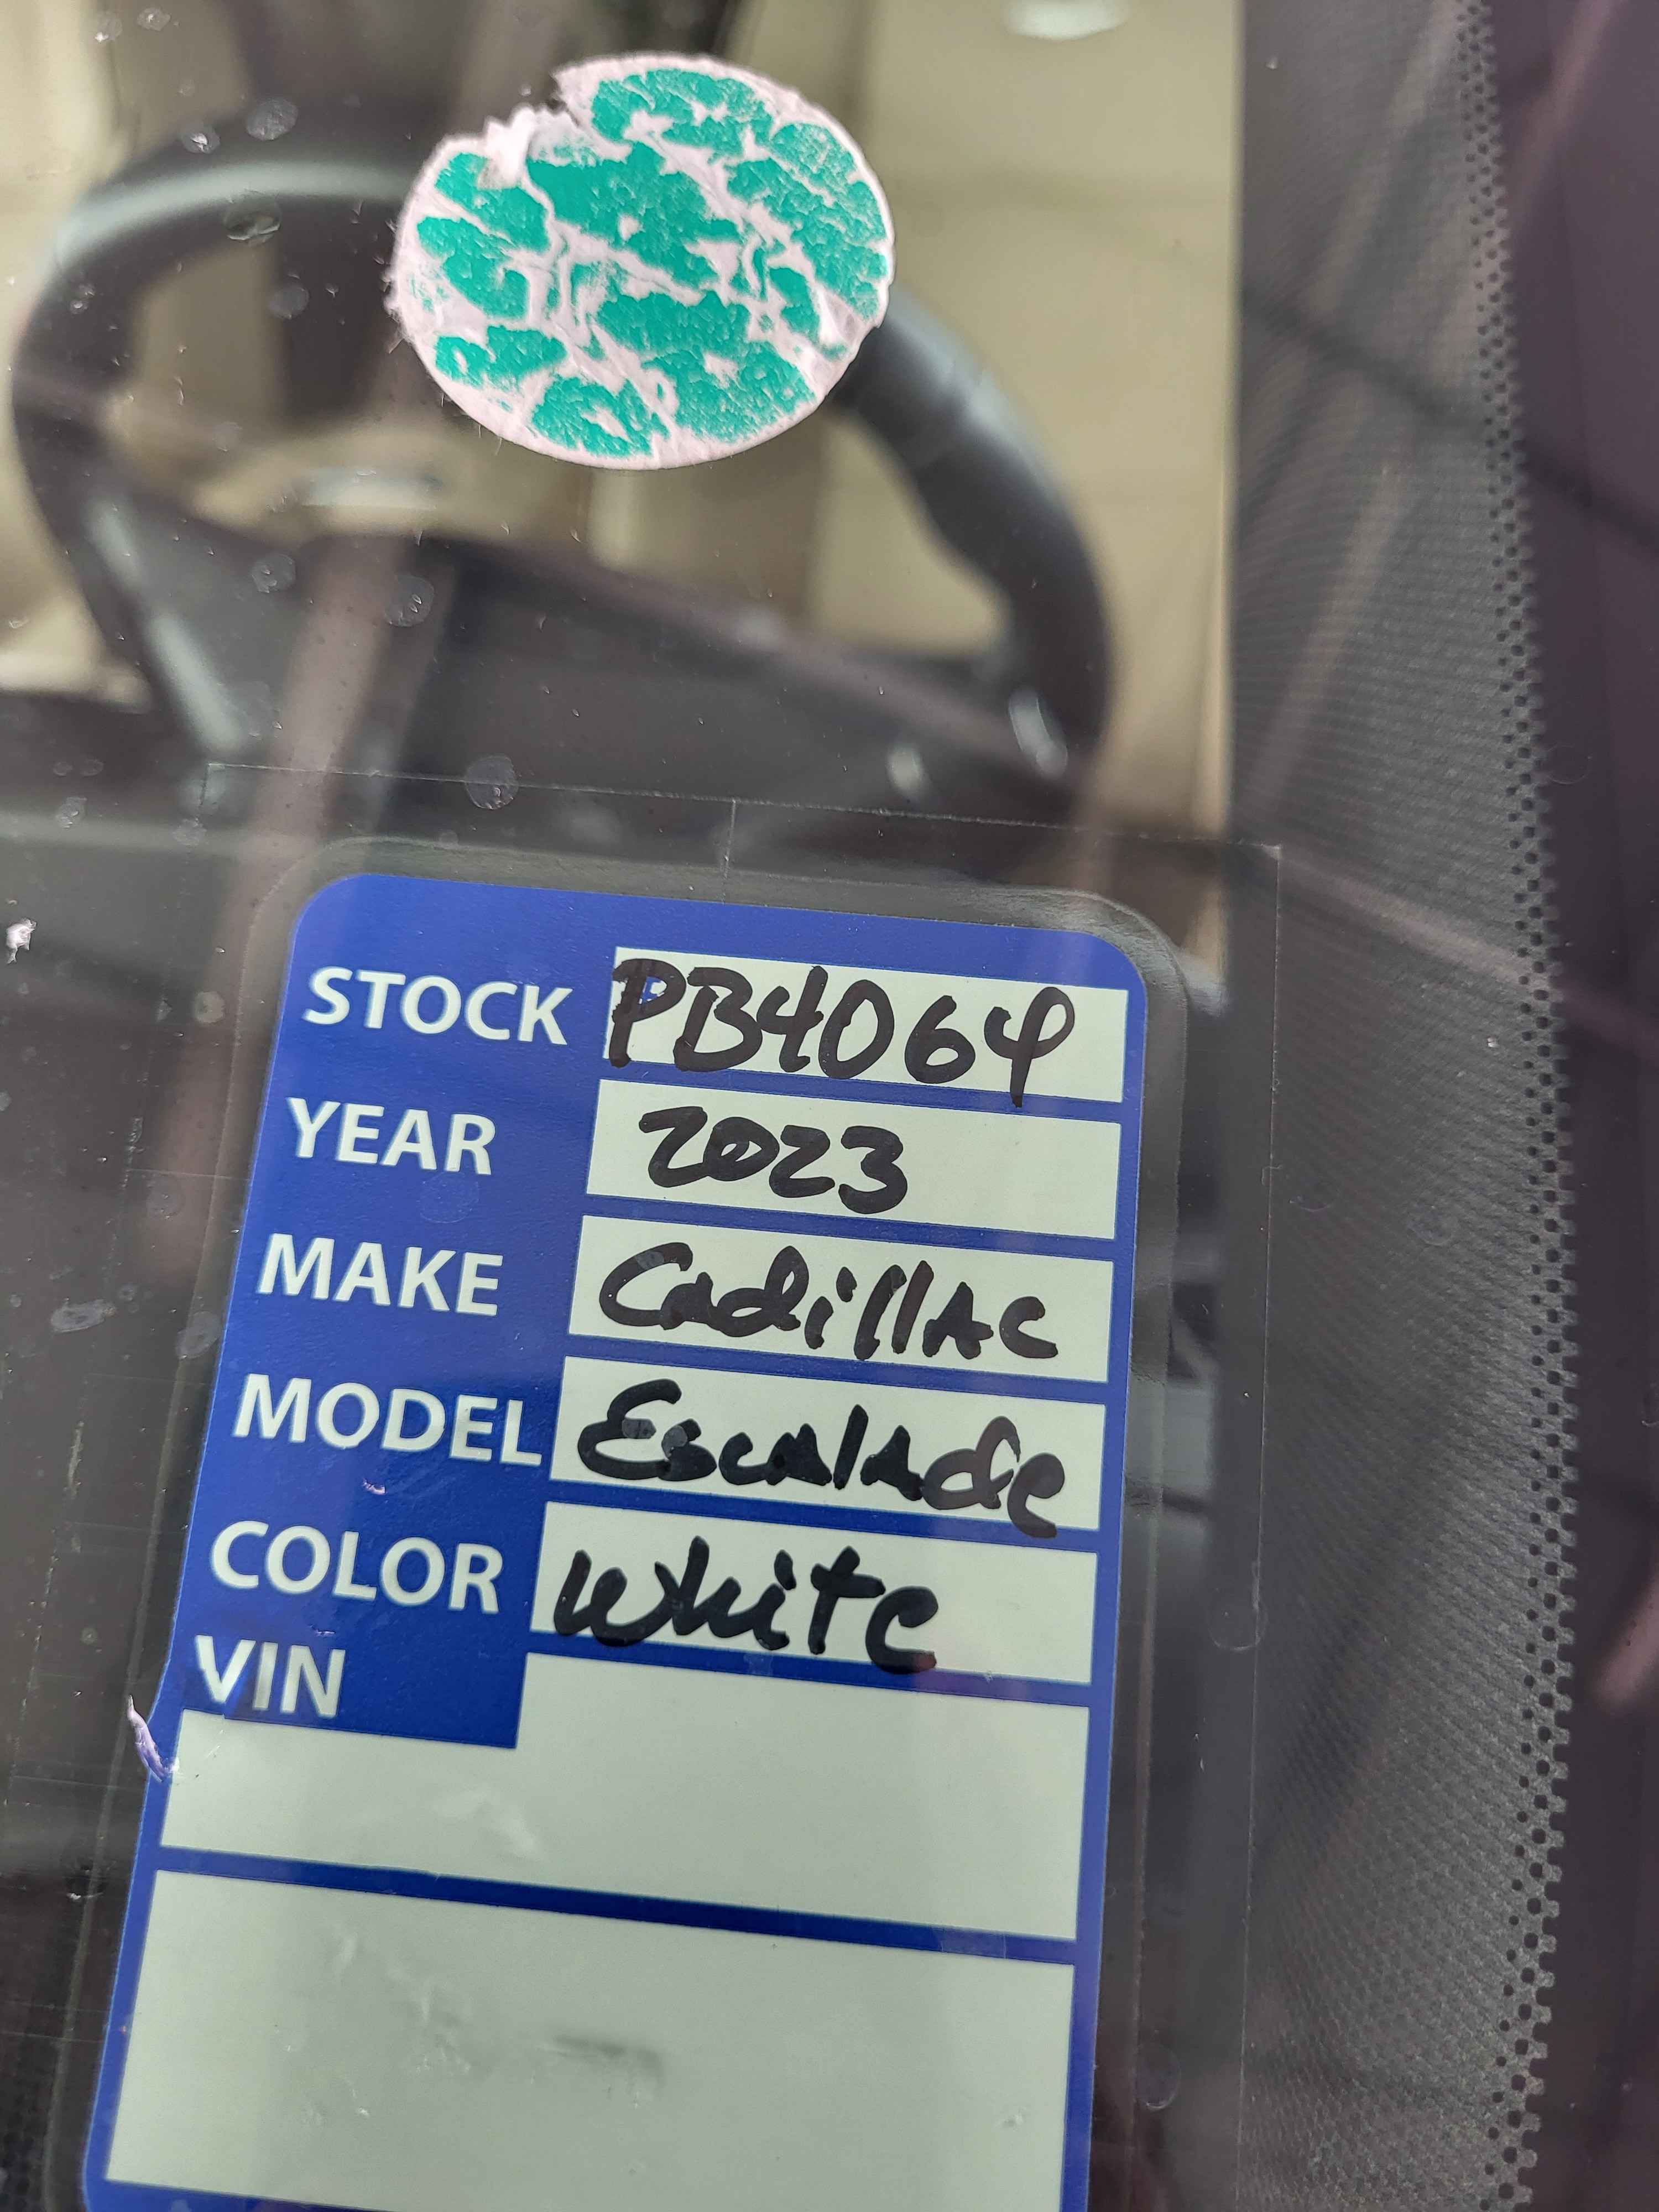 STOCK PB4064
YEAR 2023
MAKE Cadillac
MODEL Escalade
COLOR White
VIN